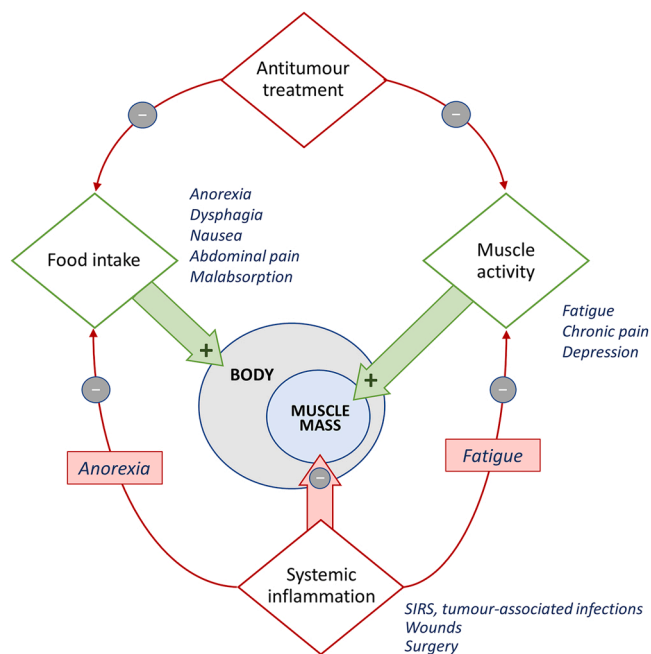 Antitumour
treatment
−
−
Anorexia
Dysphagia
Nausea
Abdominal pain
Malabsorption
Food intake
Muscle
activity
Fatigue
Chronic pain
Depression
+
+
BODY
MUSCLE
MASS
−
−
−
Anorexia
Fatigue
Systemic
inflammation
SIRS, tumour-associated infections
Wounds
Surgery